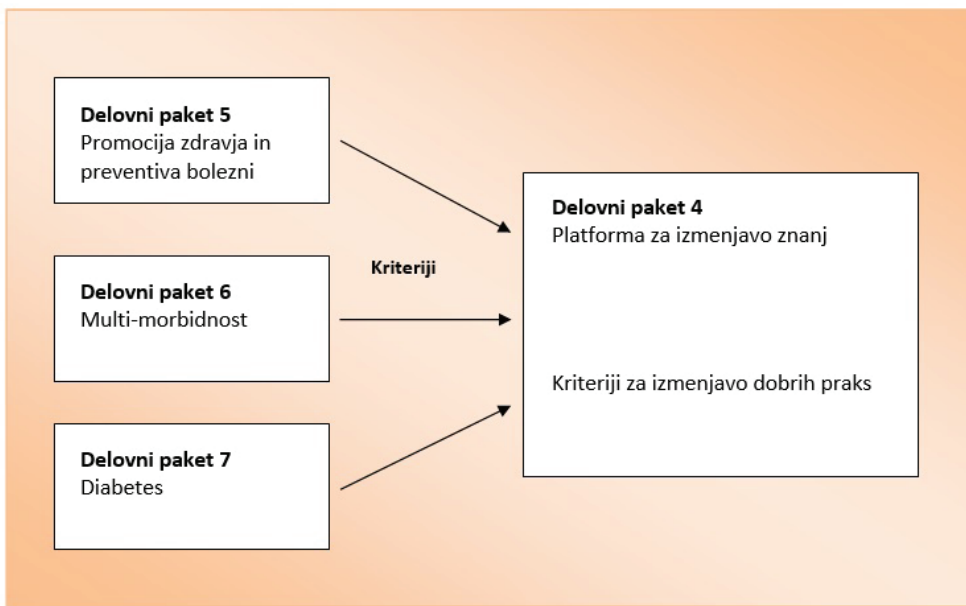 Delovni paket 5
Promocija zdravja in
preventiva bolezni
Delovni paket 6
Multi-morbidnost
Delovni paket 7
Diabetes
Kriteriji
Delovni paket 4
Platforma za izmenjavo znanj
Kriteriji za izmenjavo dobrih praks